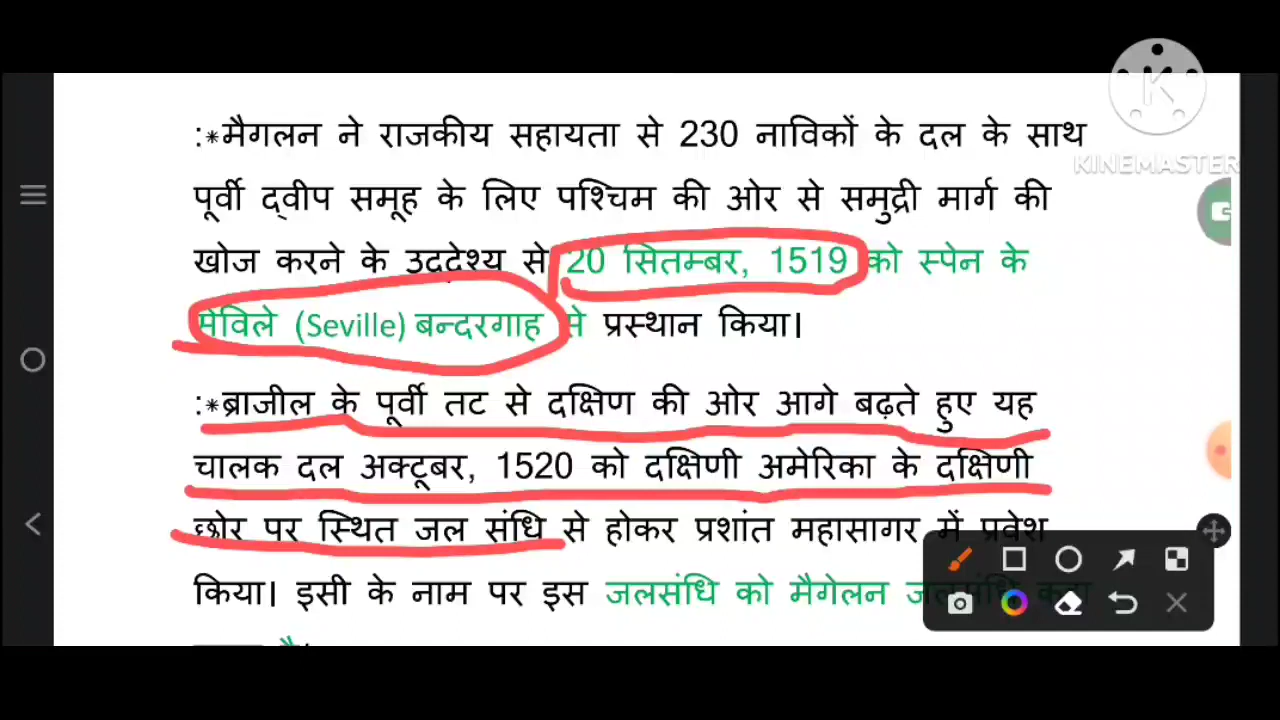 KINEMASTER
:*मैगलन ने राजकीय सहायता से 230 नाविकों के दल के साथ
पूर्वी द्वीप समूह के लिए पश्चिम की ओर से समुद्री मार्ग की
खोज करने के उद्देश्य से 20 सितम्बर, 1519 को स्पेन के
सेविले (Seville) बन्दरगाह से प्रस्थान किया।
:*ब्राजील के पूर्वी तट से दक्षिण की ओर आगे बढ़ते हुए यह
चालक दल अक्टूबर, 1520 को दक्षिणी अमेरिका के दक्षिणी
छोर पर स्थित जल संधि से होकर प्रशांत महासागर में प्रवेश
किया। इसी के नाम पर इस जलसंधि को मैगेलन जलसंधि